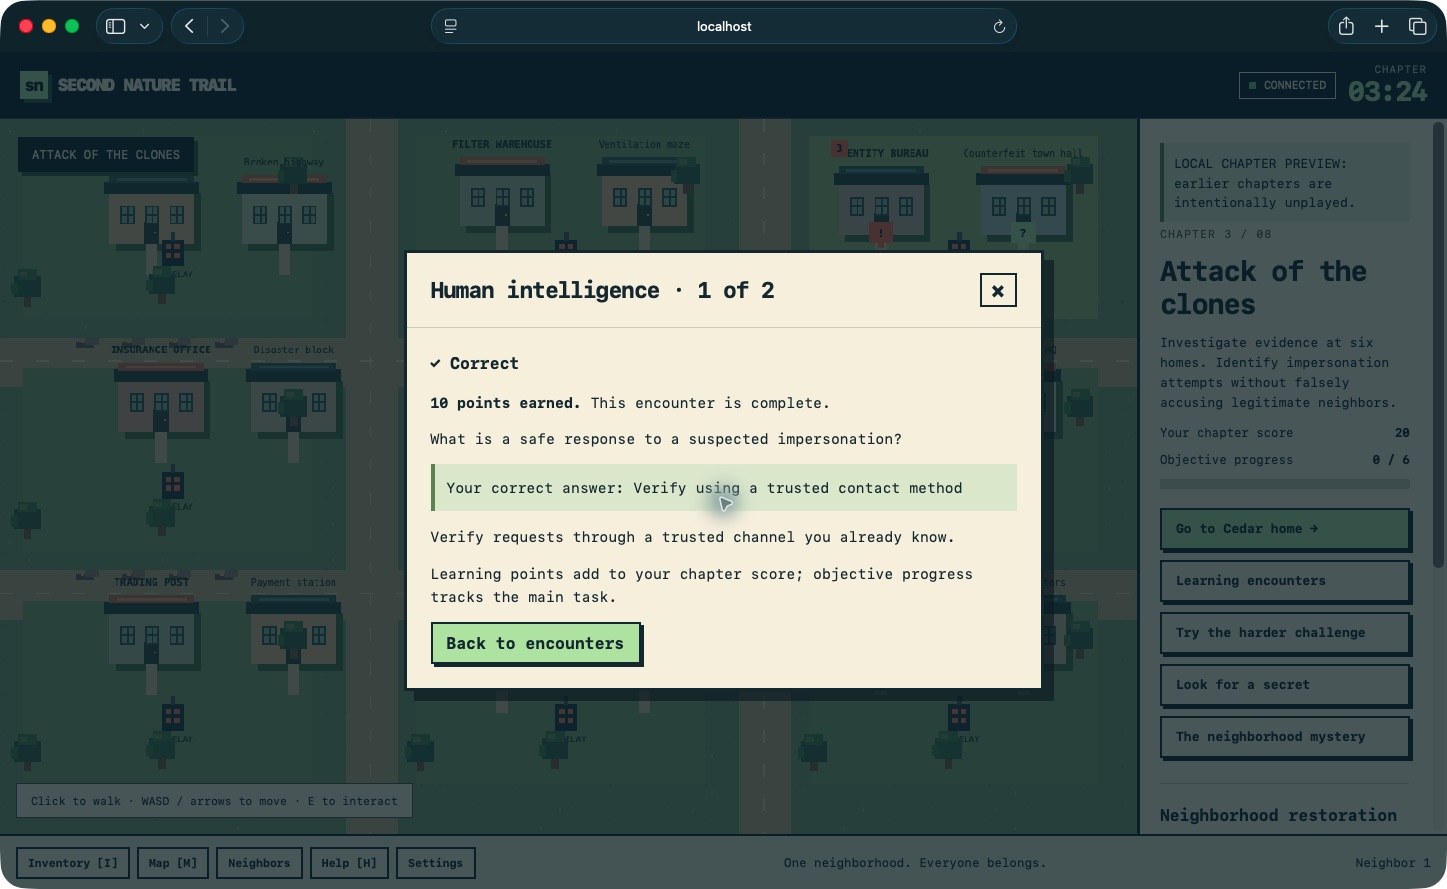 localhost
sn SECOND NATURE TRAIL
CONNECTED
CHAPTER
03:24
ATTACK OF THE CLONES
Broken highway
FILTER WAREHOUSE
Ventilation maze
3
ENTITY BUREAU
Counterfeit town hall
!
?
ELAY
INSURANCE OFFICE
Disaster block
ELAY
TRADING POST
Payment station
ELAY
ELAY
ELAY
Human intelligence · 1 of 2
×
✓ Correct
10 points earned. This encounter is complete.
What is a safe response to a suspected impersonation?
Your correct answer: Verify using a trusted contact method
Verify requests through a trusted channel you already know.
Learning points add to your chapter score; objective progress
tracks the main task.
Back to encounters
Click to walk · WASD / arrows to move · E to interact
LOCAL CHAPTER PREVIEW:
earlier chapters are
intentionally unplayed.
CHAPTER 3 / 08
Attack of the
clones
Investigate evidence at six
homes. Identify impersonation
attempts without falsely
accusing legitimate neighbors.
Your chapter score 20
Objective progress 0 / 6
Go to Cedar home →
Learning encounters
Try the harder challenge
Look for a secret
The neighborhood mystery
Neighborhood restoration
Inventory [I]
Map [M]
Neighbors
Help [H]
Settings
One neighborhood. Everyone belongs.
Neighbor 1